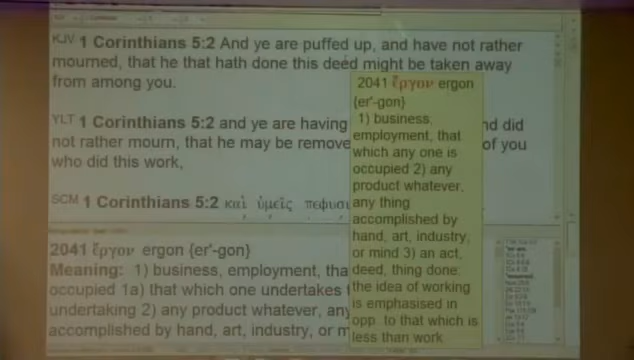 KJV 1 Corinthians 5:2 And ye are puffed up, and have not rather
mourned, that he that hath done this deed might be taken away
from among you.
YLT 1 Corinthians 5:2 and ye are having
nd did
not rather mourn, that he may be remove
of you
who did this work,
SCM 1 Corinthians 5:2 καὶ ὑμεῖς πεφυσι
2041 ἔργον ergon
{er'-gon}
1) business,
employment, that
which any one is
occupied 2) any
product whatever,
any thing
accomplished by
hand, art, industry,
or mind 3) an act,
deed, thing done:
the idea of working
is emphasised in
opp. to that which is
less than work
2041 ἔργον ergon {er'-gon}
Meaning: 1) business, employment, tha
occupied 1a) that which one undertakes t
undertaking 2) any product whatever, any
accomplished by hand, art, industry, or m